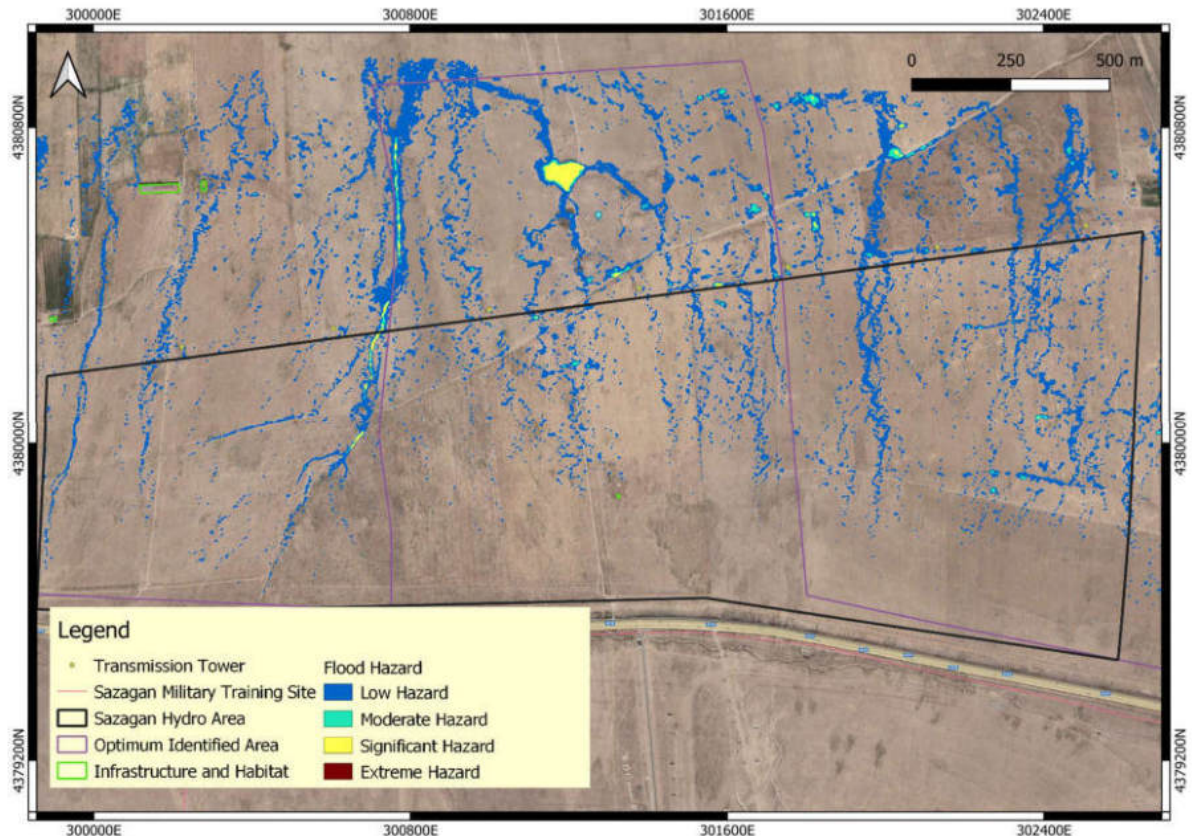 300000E 300800E 301600E 302400E
0 250 500 m
4380800N 4380800N
4380000N 4380000N
4379200N 4379200N
Legend
Transmission Tower
Sazagan Military Training Site
Sazagan Hydro Area
Optimum Identified Area
Infrastructure and Habitat
Flood Hazard
Low Hazard
Moderate Hazard
Significant Hazard
Extreme Hazard
300000E 300800E 301600E 302400E